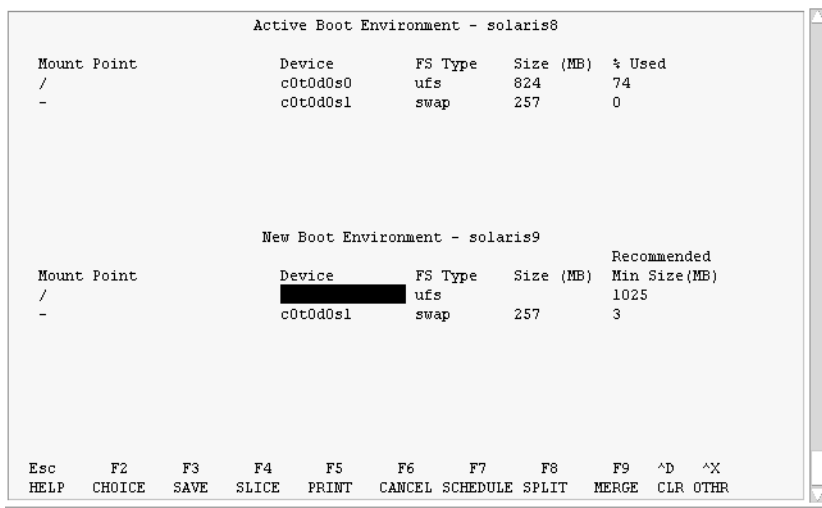 Active Boot Environment - solaris8
Mount Point Device FS Type Size (MB) % Used
/ c0t0d0s0 ufs 824 74
- c0t0d0s1 swap 257 0
New Boot Environment - solaris9
Recommended
Mount Point Device FS Type Size (MB) Min Size(MB)
/ ufs 1025
- c0t0d0s1 swap 257 3
Esc F2 F3 F4 F5 F6 F7 F8 F9 ^D ^X
HELP CHOICE SAVE SLICE PRINT CANCEL SCHEDULE SPLIT MERGE CLR OTHR